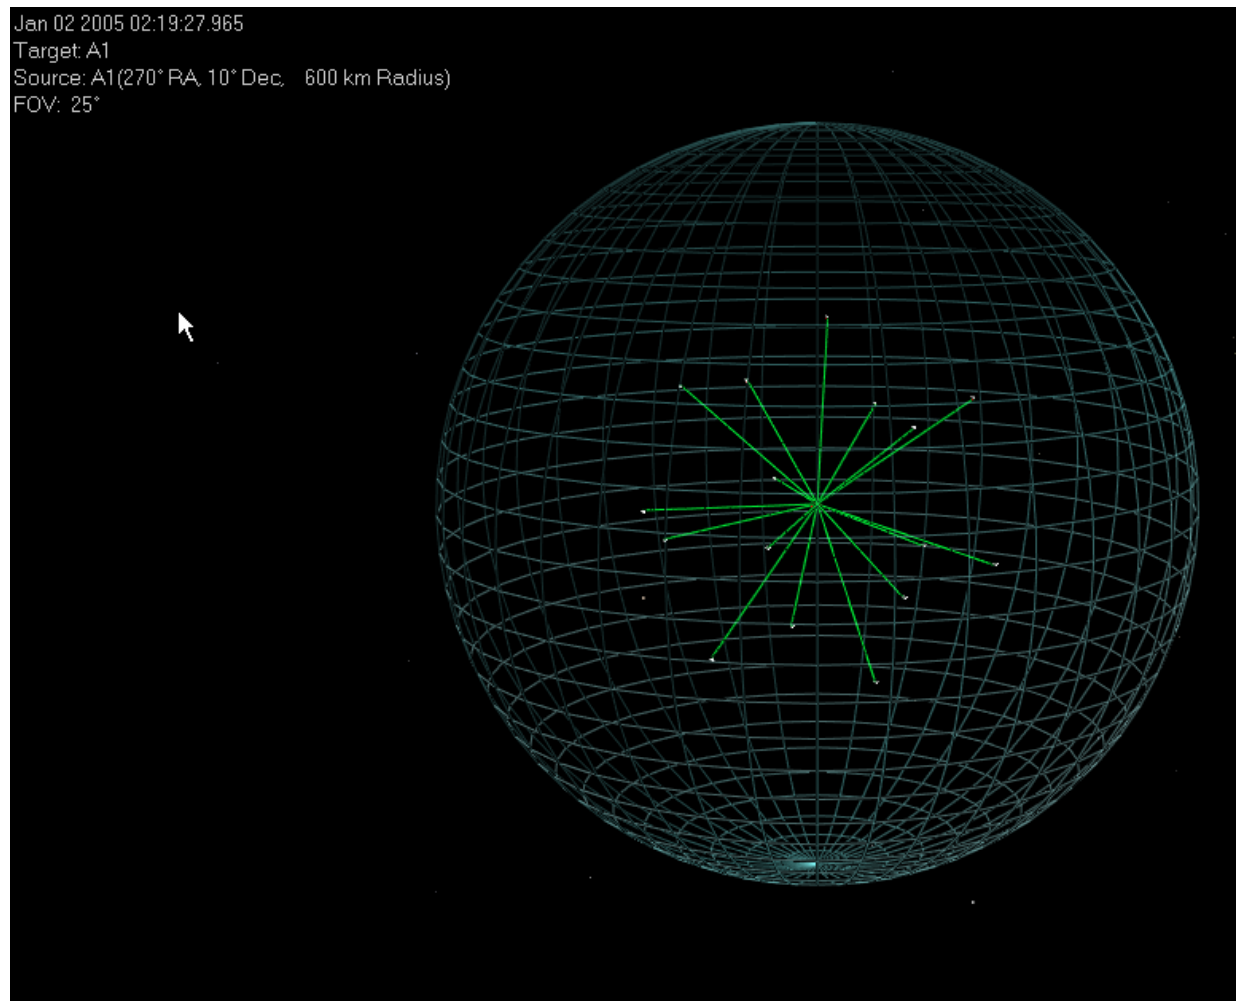 Jan 02 2005 02:19:27.965
Target: A1
Source: A1(270° RA, 10° Dec,   600 km Radius)
FOV: 25°